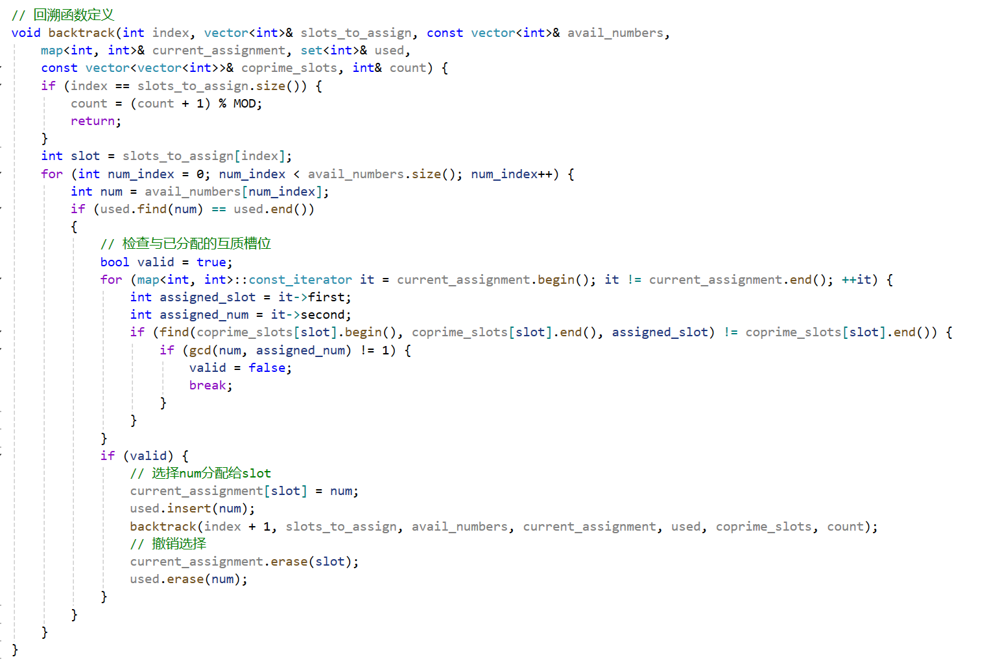 // 回溯函数定义
void backtrack(int index, vector<int>& slots_to_assign, const vector<int>& avail_numbers,
    map<int, int>& current_assignment, set<int>& used,
    const vector<vector<int>>& coprime_slots, int& count) {
    if (index == slots_to_assign.size()) {
        count = (count + 1) % MOD;
        return;
    }
    int slot = slots_to_assign[index];
    for (int num_index = 0; num_index < avail_numbers.size(); num_index++) {
        int num = avail_numbers[num_index];
        if (used.find(num) == used.end())
        {
            // 检查与已分配的互质槽位
            bool valid = true;
            for (map<int, int>::const_iterator it = current_assignment.begin(); it != current_assignment.end(); ++it) {
                int assigned_slot = it->first;
                int assigned_num = it->second;
                if (find(coprime_slots[slot].begin(), coprime_slots[slot].end(), assigned_slot) != coprime_slots[slot].end()) {
                    if (gcd(num, assigned_num) != 1) {
                        valid = false;
                        break;
                    }
                }
            }
            if (valid) {
                // 选择num分配给slot
                current_assignment[slot] = num;
                used.insert(num);
                backtrack(index + 1, slots_to_assign, avail_numbers, current_assignment, used, coprime_slots, count);
                // 撤销选择
                current_assignment.erase(slot);
                used.erase(num);
            }
        }
    }
}